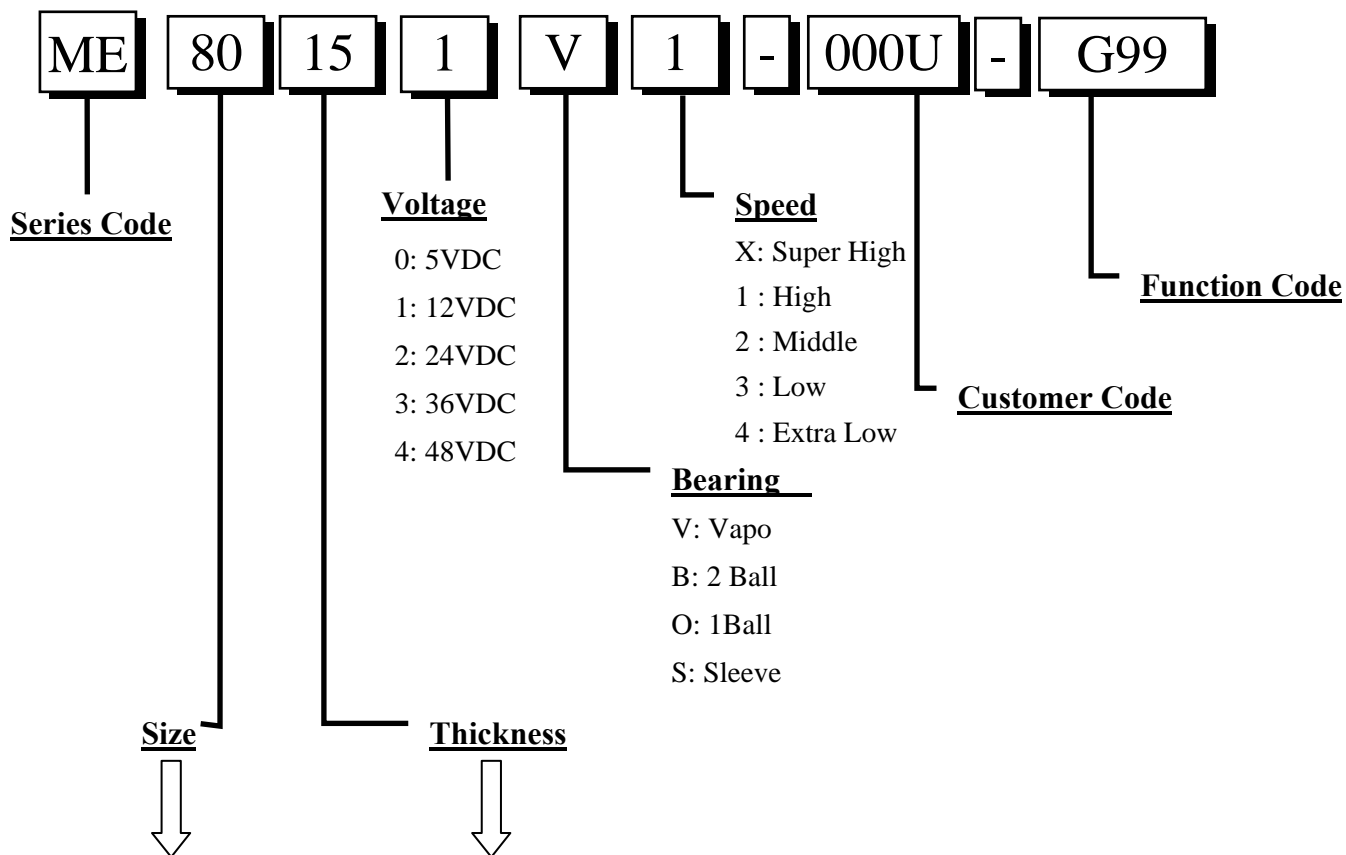 ME 80 15 1 V 1 - 000U - G99
Series Code
Voltage
0: 5VDC
1: 12VDC
2: 24VDC
3: 36VDC
4: 48VDC
Speed
X: Super High
1 : High
2 : Middle
3 : Low
4 : Extra Low
Function Code
Customer Code
Bearing
V: Vapo
B: 2 Ball
O: 1Ball
S: Sleeve
Size
Thickness